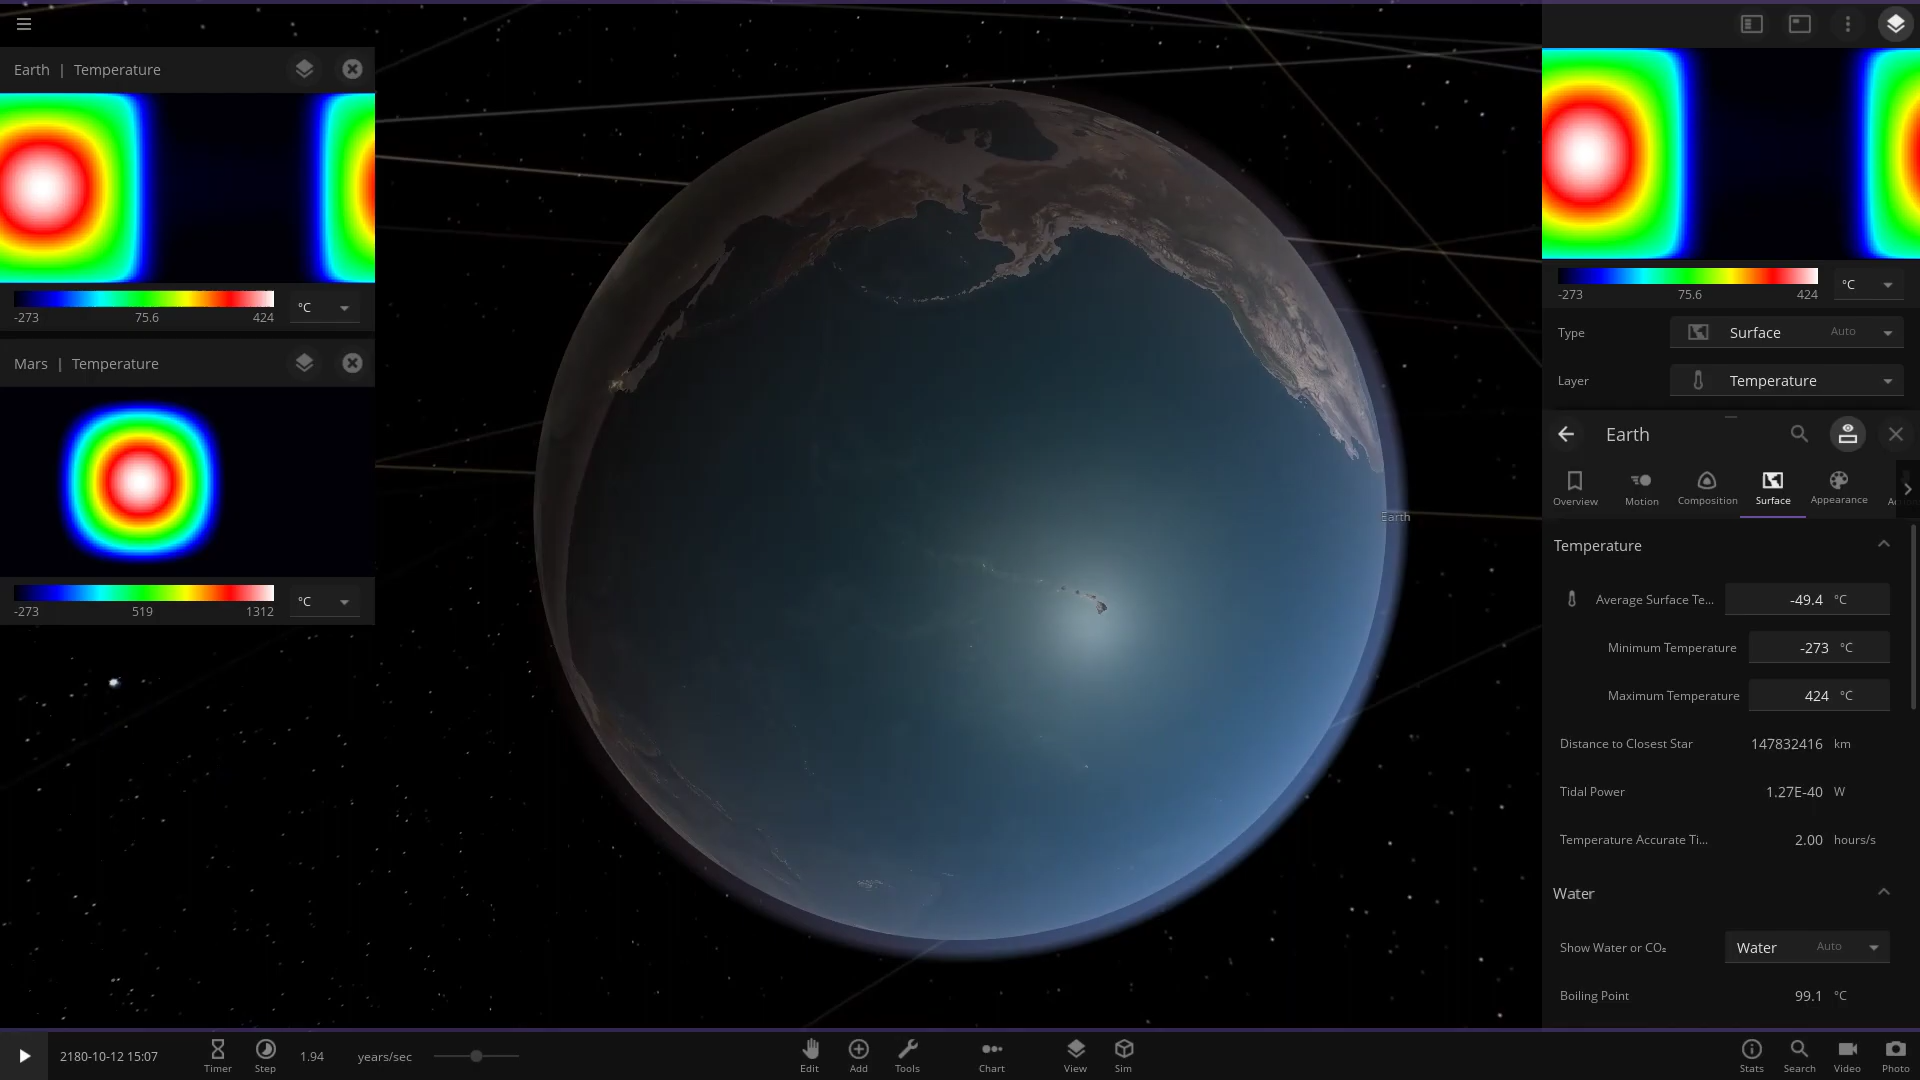 Earth | Temperature
-273 75.6 424 °C
Mars | Temperature
-273 519 1312 °C
Earth
-273 75.6 424 °C
Type Surface Auto
Layer Temperature
Earth
Overview Motion Composition Surface Appearance
Temperature
Average Surface Te... -49.4 °C
Minimum Temperature -273 °C
Maximum Temperature 424 °C
Distance to Closest Star 147832416 km
Tidal Power 1.27E-40 W
Temperature Accurate Ti... 2.00 hours/s
Water
Show Water or CO₂ Water Auto
Boiling Point 99.1 °C
2180-10-12 15:07 Timer Step 1.94 years/sec Edit Add Tools Chart View Sim Stats Search Video Photo